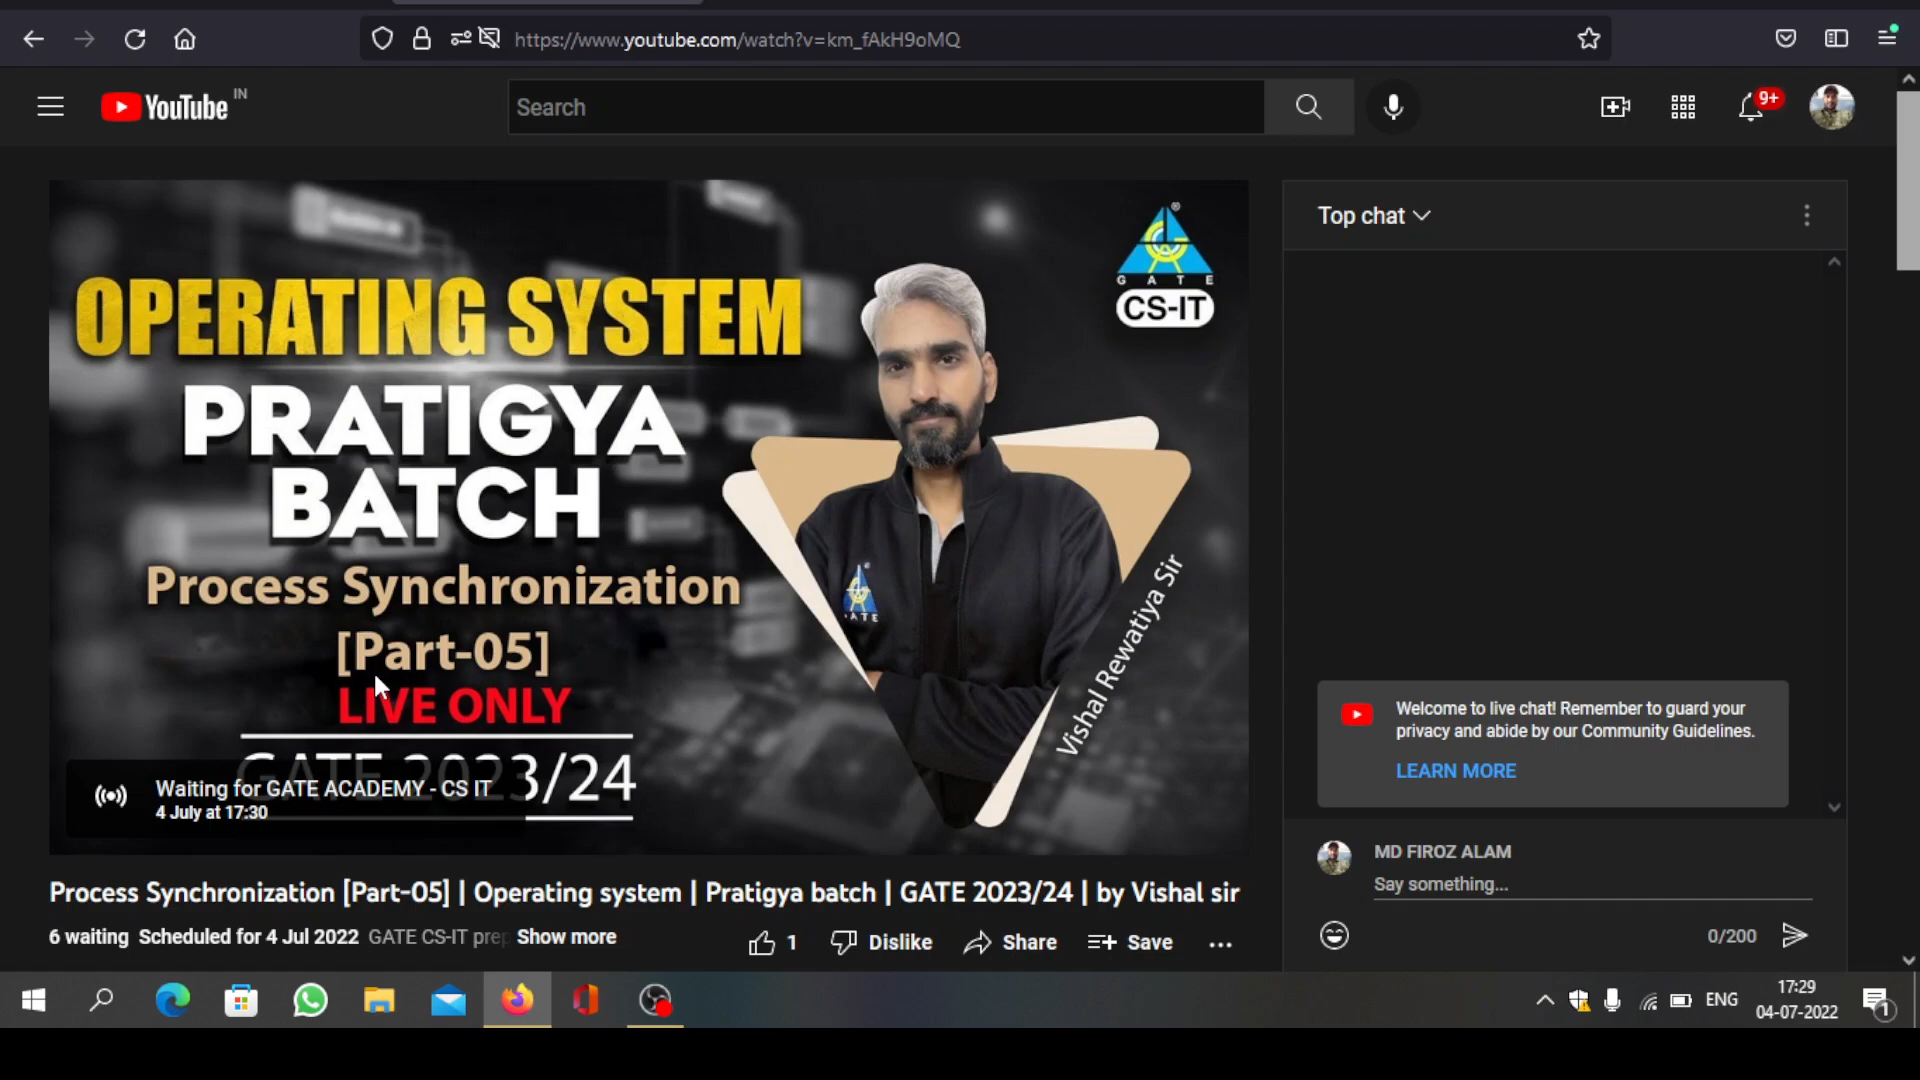 https://www.youtube.com/watch?v=km_fAkH9oMQ
YouTube IN
Search
9+
OPERATING SYSTEM
PRATIGYA
BATCH
Process Synchronization
[Part-05]
LIVE ONLY
GATE 2023/24
Waiting for GATE ACADEMY - CS IT
4 July at 17:30
GATE
CS-IT
GATE
Vishal Rewatiya Sir
Process Synchronization [Part-05] | Operating system | Pratigya batch | GATE 2023/24 | by Vishal sir
6 waiting Scheduled for 4 Jul 2022 GATE CS-IT prep Show more
1 Dislike Share Save
Top chat
Welcome to live chat! Remember to guard your
privacy and abide by our Community Guidelines.
LEARN MORE
MD FIROZ ALAM
Say something...
0/200
ENG
17:29
04-07-2022
1